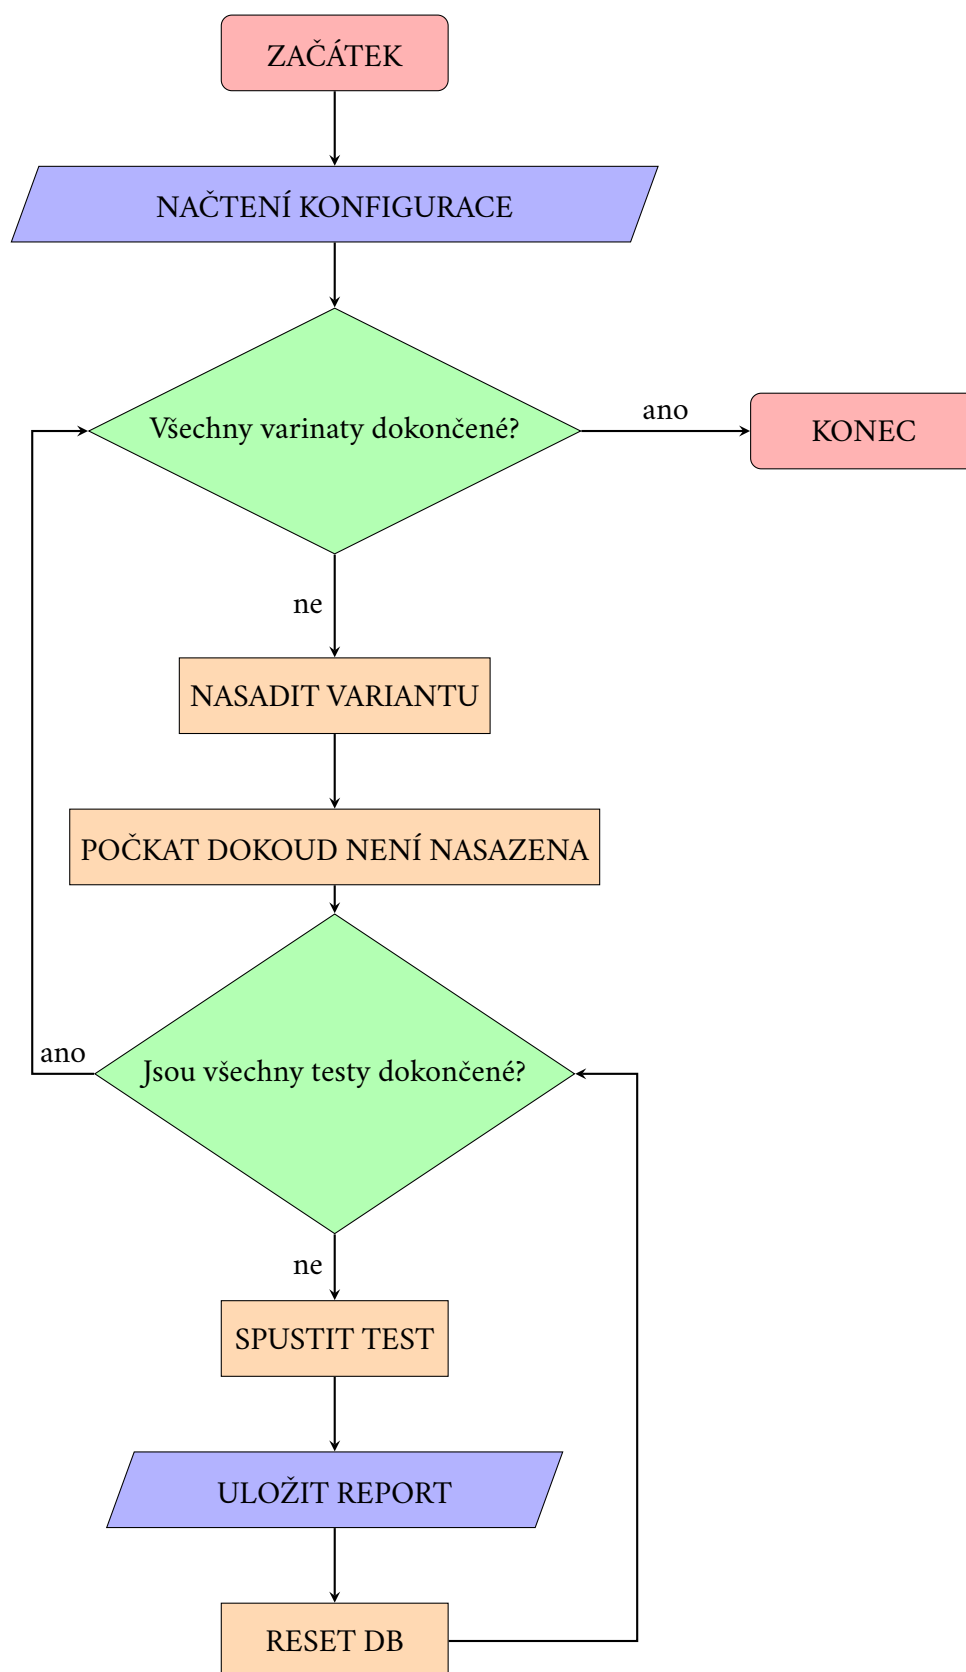 ZAČÁTEK
NAČTENÍ KONFIGURACE
Všechny varinaty dokončené?
ano
KONEC
ne
NASADIT VARIANTU
POČKAT DOKOUD NENÍ NASAZENA
ano
Jsou všechny testy dokončené?
ne
SPUSTIT TEST
ULOŽIT REPORT
RESET DB